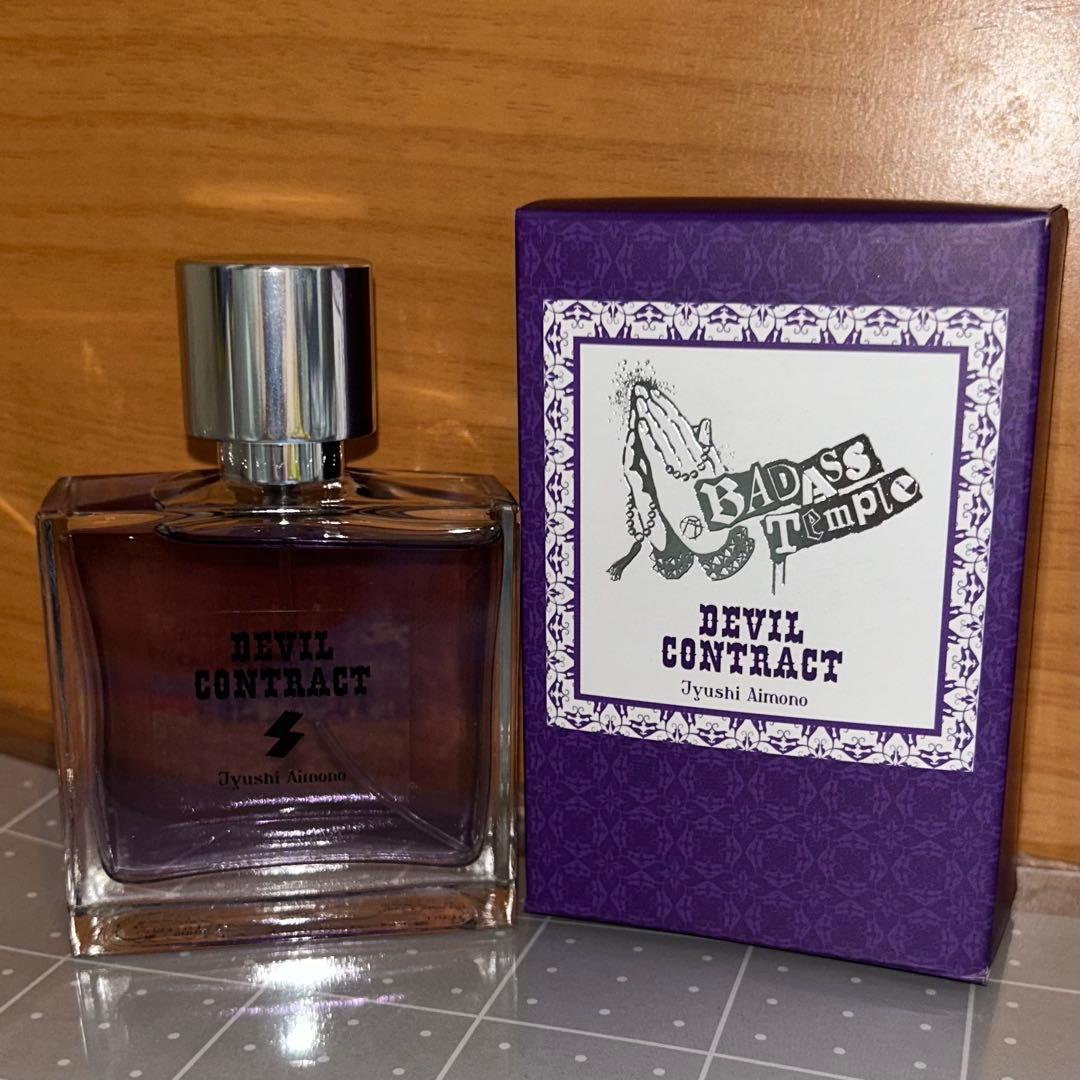 DEVIL
CONTRACT
Jyushi Aimono
BADASS
Temple
DEVIL
CONTRACT
Jyushi Aimono